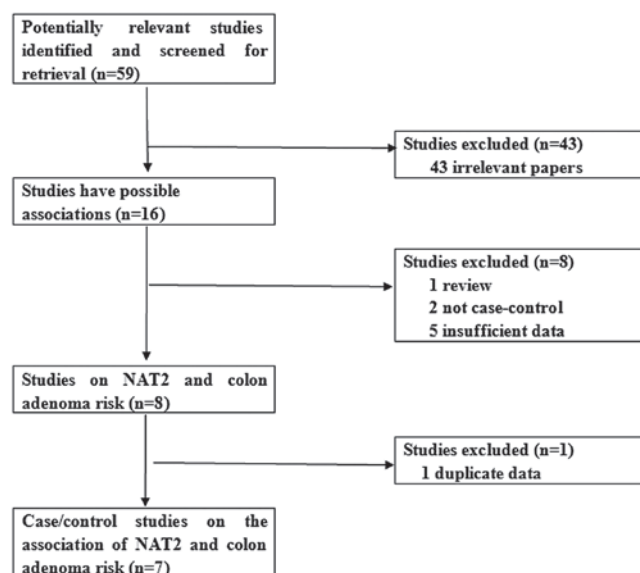 Potentially relevant studies
identified and screened for
retrieval (n=59)
Studies excluded (n=43)
43 irrelevant papers
Studies have possible
associations (n=16)
Studies excluded (n=8)
1 review
2 not case-control
5 insufficient data
Studies on NAT2 and colon
adenoma risk (n=8)
Studies excluded (n=1)
1 duplicate data
Case/control studies on the
association of NAT2 and colon
adenoma risk (n=7)